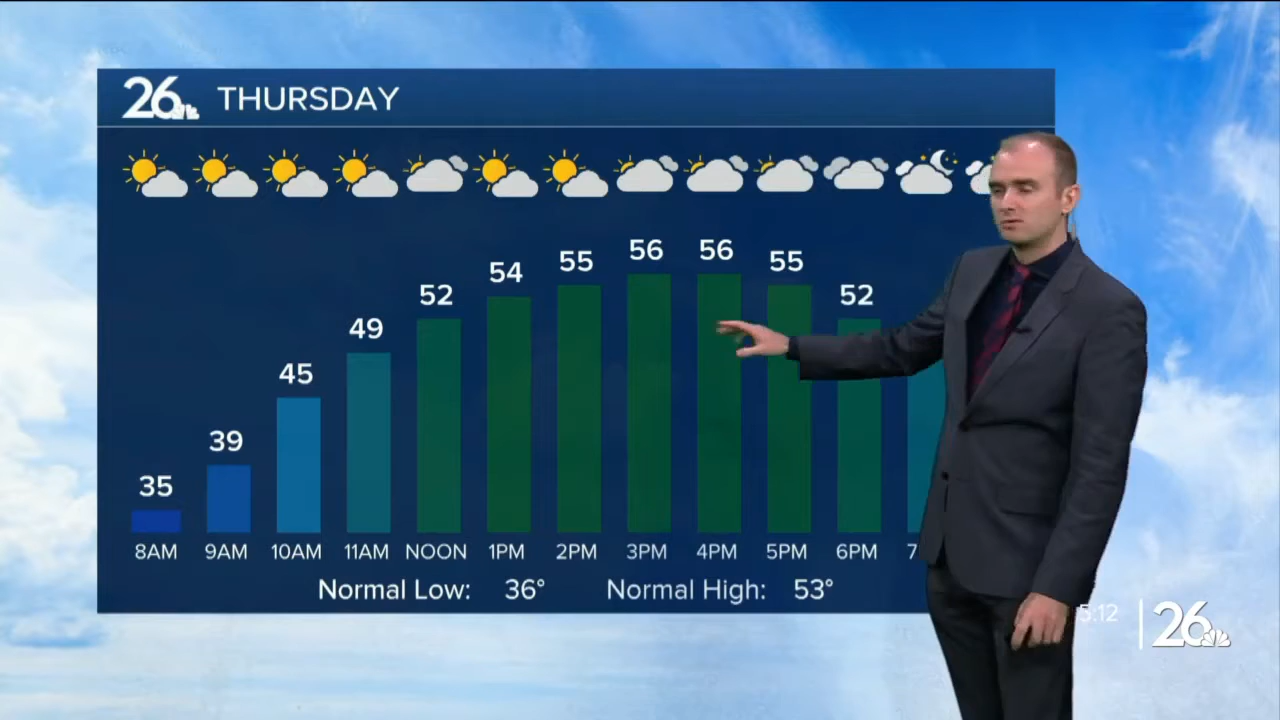 26 THURSDAY
35 39 45 49 52 54 55 56 56 55 52
8AM 9AM 10AM 11AM NOON 1PM 2PM 3PM 4PM 5PM 6PM 7
Normal Low: 36° Normal High: 53°
5:12 26